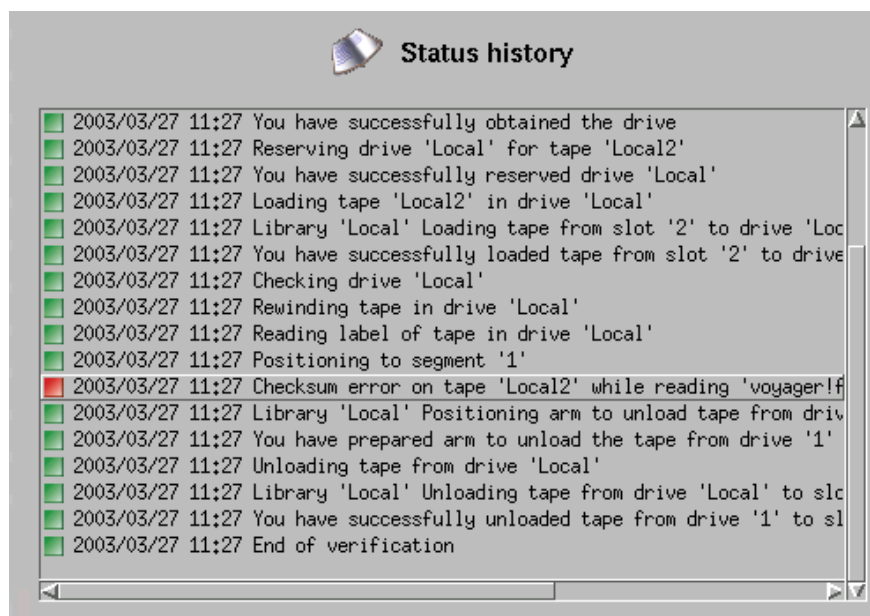 Status history
2003/03/27 11:27 You have successfully obtained the drive
2003/03/27 11:27 Reserving drive 'Local' for tape 'Local2'
2003/03/27 11:27 You have successfully reserved drive 'Local'
2003/03/27 11:27 Loading tape 'Local2' in drive 'Local'
2003/03/27 11:27 Library 'Local' Loading tape from slot '2' to drive 'Loc
2003/03/27 11:27 You have successfully loaded tape from slot '2' to drive
2003/03/27 11:27 Checking drive 'Local'
2003/03/27 11:27 Rewinding tape in drive 'Local'
2003/03/27 11:27 Reading label of tape in drive 'Local'
2003/03/27 11:27 Positioning to segment '1'
2003/03/27 11:27 Checksum error on tape 'Local2' while reading 'voyager!f
2003/03/27 11:27 Library 'Local' Positioning arm to unload tape from driv
2003/03/27 11:27 You have prepared arm to unload the tape from drive '1'
2003/03/27 11:27 Unloading tape from drive 'Local'
2003/03/27 11:27 Library 'Local' Unloading tape from drive 'Local' to slo
2003/03/27 11:27 You have successfully unloaded tape from drive '1' to sl
2003/03/27 11:27 End of verification